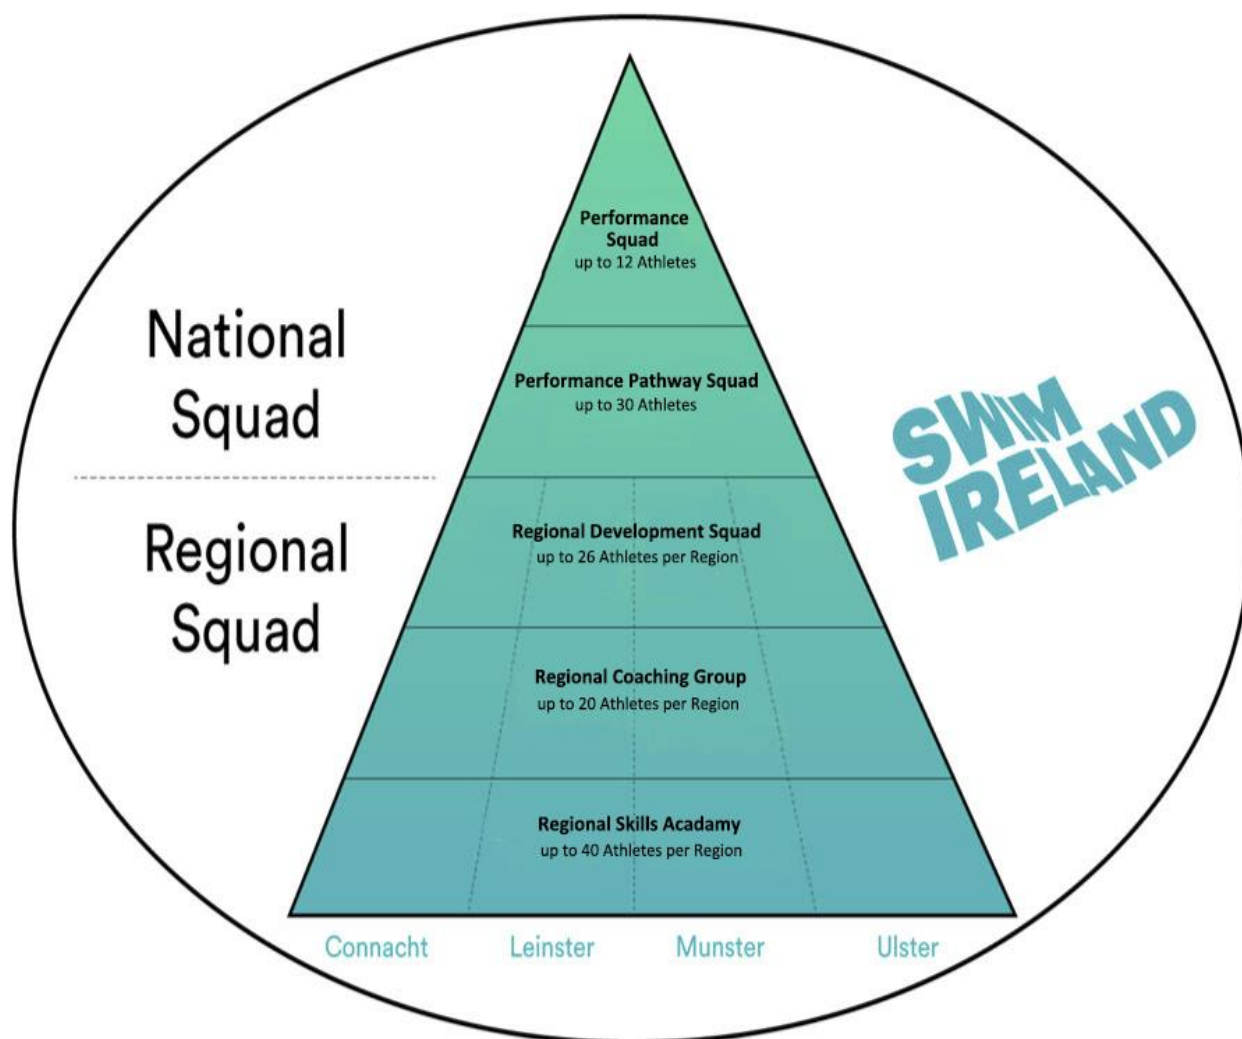 Performance
Squad
up to 12 Athletes
National
Squad
Performance Pathway Squad
up to 30 Athletes
SWIM
IRELAND
Regional
Squad
Regional Development Squad
up to 26 Athletes per Region
Regional Coaching Group
up to 20 Athletes per Region
Regional Skills Acadamy
up to 40 Athletes per Region
Connacht Leinster Munster Ulster